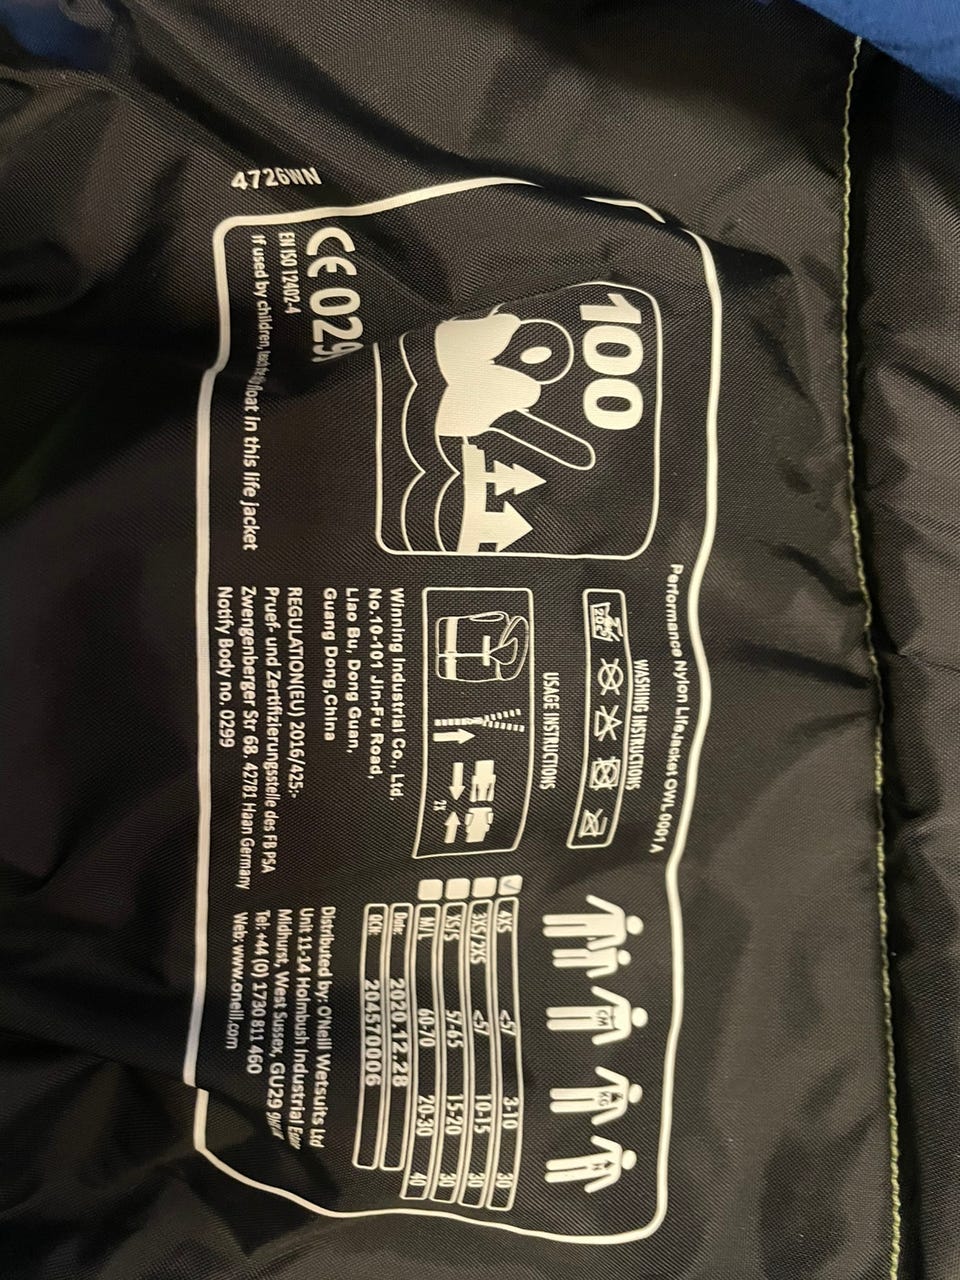 Performance Nylon Lifejacket OWL 0001A
100
CE 029
EN ISO 12402-4
If used by children, float in this life jacket
4726WN
WASHING INSTRUCTIONS
20°C
USAGE INSTRUCTIONS
2X
Winning Industrial Co., Ltd.
No.10-101 Jin-Fu Road,
Liao Bu, Dong Guan,
Guang Dong,China
REGULATION(EU) 2016/425:-
Pruef- und Zertifizierungsstelle des FB PSA
Zwengenberger Str 68. 42781 Haan Germany
Notify Body no. 0299
CM KG N
4XS <57 3-10 30
3XS/2XS <57 10-15 30
XS/S 57-65 15-20 30
M/L 60-70 20-30 40
Date: 2020.12.28
QC#: 204570006
Distributed by: O'Neill Wetsuits Ltd
Unit 11-14 Holmbush Industrial
Midhurst, West Sussex, GU29
Tel: +44 (0) 1730 811 460
Web: www.oneill.com